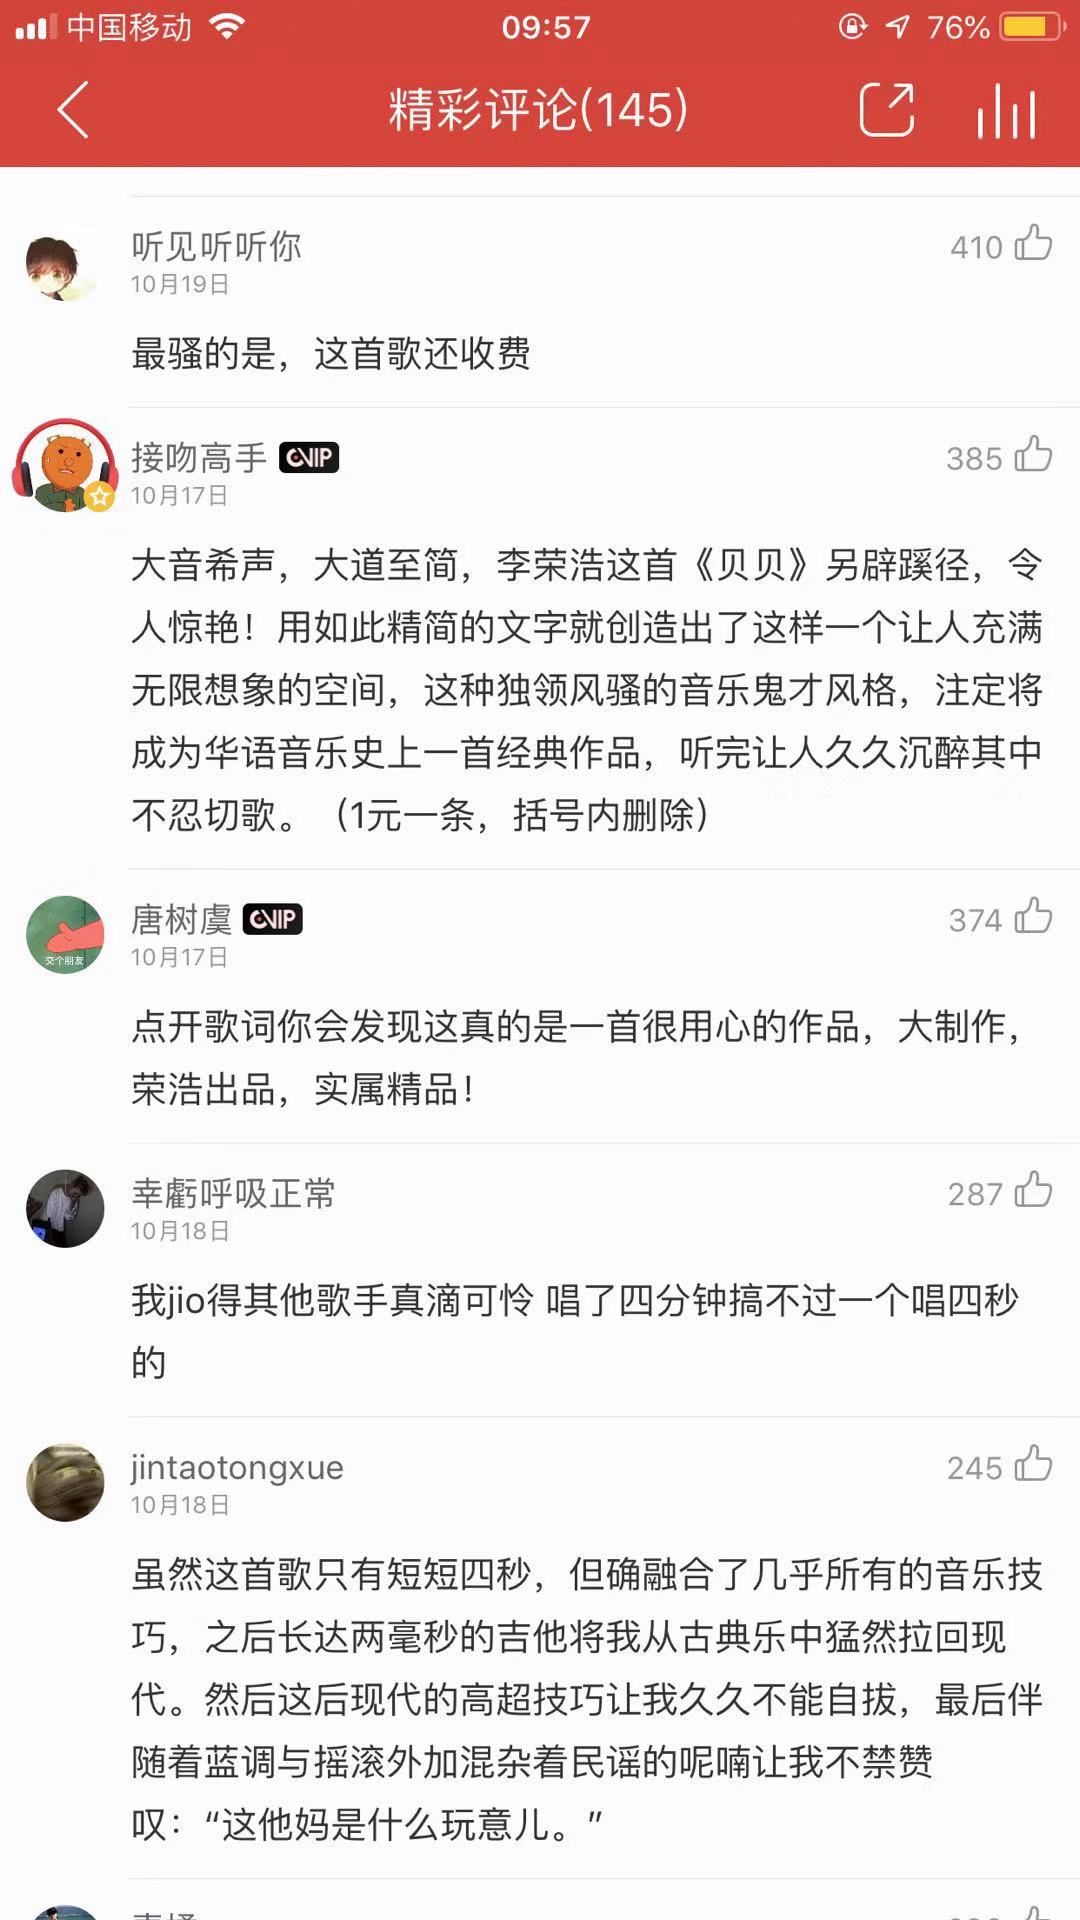 中国移动 09:57 76%
精彩评论(145)
听见听听你 410
10月19日
最骚的是，这首歌还收费
接吻高手 VIP 385
10月17日
大音希声，大道至简，李荣浩这首《贝贝》另辟蹊径，令
人惊艳！用如此精简的文字就创造出了这样一个让人充满
无限想象的空间，这种独领风骚的音乐鬼才风格，注定将
成为华语音乐史上一首经典作品，听完让人久久沉醉其中
不忍切歌。（1元一条，括号内删除）
唐树虞 VIP 374
交个朋友
10月17日
点开歌词你会发现这真的是一首很用心的作品，大制作，
荣浩出品，实属精品！
幸虧呼吸正常 287
10月18日
我jio得其他歌手真滴可怜 唱了四分钟搞不过一个唱四秒
的
jintaotongxue 245
10月18日
虽然这首歌只有短短四秒，但确融合了几乎所有的音乐技
巧，之后长达两毫秒的吉他将我从古典乐中猛然拉回现
代。然后这后现代的高超技巧让我久久不能自拔，最后伴
随着蓝调与摇滚外加混杂着民谣的呢喃让我不禁赞
叹：“这他妈是什么玩意儿。”